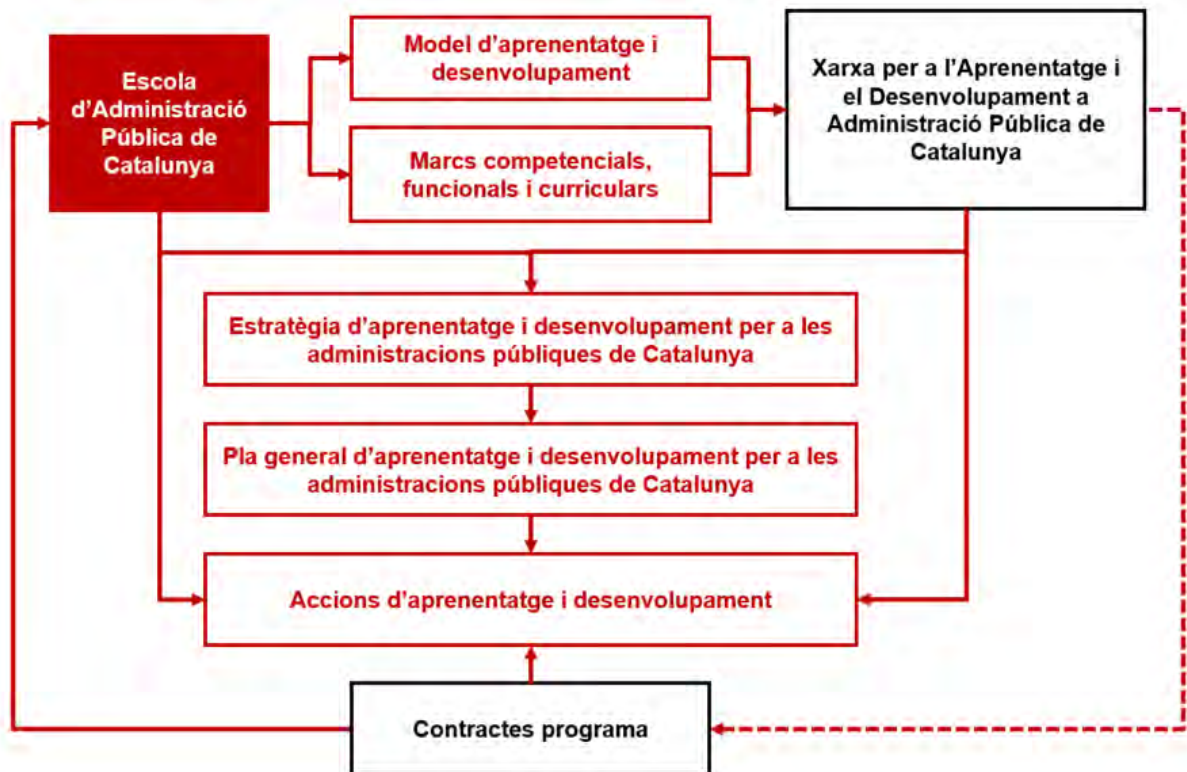 Escola
d'Administració
Pública de
Catalunya
Model d'aprenentatge i
desenvolupament
Marcs competencials,
funcionals i curriculars
Xarxa per a l'Aprenentatge i
el Desenvolupament a
Administració Pública de
Catalunya
Estratègia d'aprenentatge i desenvolupament per a les
administracions públiques de Catalunya
Pla general d'aprenentatge i desenvolupament per a les
administracions públiques de Catalunya
Accions d'aprenentatge i desenvolupament
Contractes programa